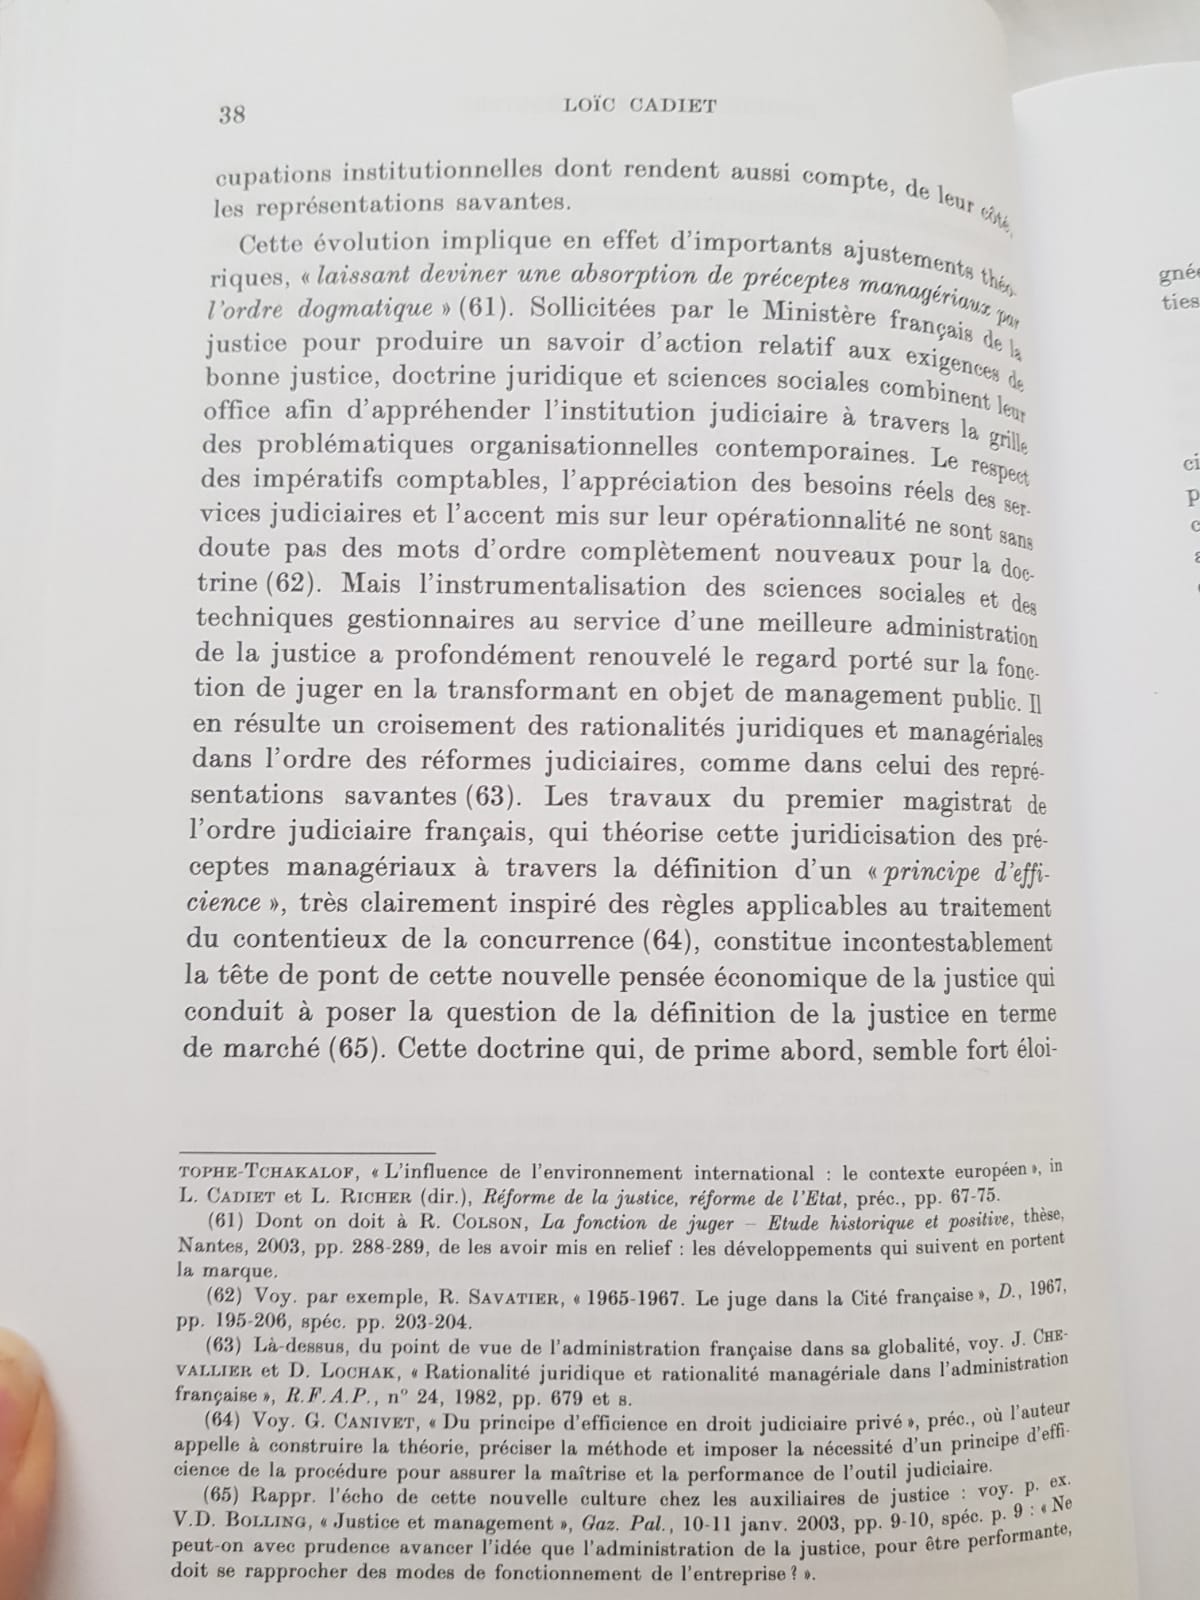 38
LOÏC CADIET
cupations institutionnelles dont rendent aussi compte, de leur côté,
les représentations savantes.
Cette évolution implique en effet d'importants ajustements théo-
riques, « laissant deviner une absorption de préceptes managériaux par
l'ordre dogmatique » (61). Sollicitées par le Ministère français de la
justice pour produire un savoir d'action relatif aux exigences de
bonne justice, doctrine juridique et sciences sociales combinent leur
office afin d'appréhender l'institution judiciaire à travers la grille
des problématiques organisationnelles contemporaines. Le respect
des impératifs comptables, l'appréciation des besoins réels des ser-
vices judiciaires et l'accent mis sur leur opérationnalité ne sont sans
doute pas des mots d'ordre complètement nouveaux pour la doc-
trine (62). Mais l'instrumentalisation des sciences sociales et des
techniques gestionnaires au service d'une meilleure administration
de la justice a profondément renouvelé le regard porté sur la fonc-
tion de juger en la transformant en objet de management public. Il
en résulte un croisement des rationalités juridiques et managériales
dans l'ordre des réformes judiciaires, comme dans celui des repré-
sentations savantes (63). Les travaux du premier magistrat de
l'ordre judiciaire français, qui théorise cette juridicisation des pré-
ceptes managériaux à travers la définition d'un « principe d'effi-
cience », très clairement inspiré des règles applicables au traitement
du contentieux de la concurrence (64), constitue incontestablement
la tête de pont de cette nouvelle pensée économique de la justice qui
conduit à poser la question de la définition de la justice en terme
de marché (65). Cette doctrine qui, de prime abord, semble fort éloi-
TOPHE-TCHAKALOF, « L'influence de l'environnement international : le contexte européen », in
L. CADIET et L. RICHER (dir.), Réforme de la justice, réforme de l'Etat, préc., pp. 67-75.
(61) Dont on doit à R. COLSON, La fonction de juger – Etude historique et positive, thèse,
Nantes, 2003, pp. 288-289, de les avoir mis en relief : les développements qui suivent en portent
la marque.
(62) Voy. par exemple, R. SAVATIER, « 1965-1967. Le juge dans la Cité française », D., 1967,
pp. 195-206, spéc. pp. 203-204.
(63) Là-dessus, du point de vue de l'administration française dans sa globalité, voy. J. CHE-
VALLIER et D. LOCHAK, « Rationalité juridique et rationalité managériale dans l'administration
française », R.F.A.P., n° 24, 1982, pp. 679 et s.
(64) Voy. G. CANIVET, « Du principe d'efficience en droit judiciaire privé », préc., où l'auteur
appelle à construire la théorie, préciser la méthode et imposer la nécessité d'un principe d'effi-
cience de la procédure pour assurer la maîtrise et la performance de l'outil judiciaire.
(65) Rappr. l'écho de cette nouvelle culture chez les auxiliaires de justice : voy. p. ex.
V.D. BOLLING, « Justice et management », Gaz. Pal., 10-11 janv. 2003, pp. 9-10, spéc. p. 9 : « Ne
peut-on avec prudence avancer l'idée que l'administration de la justice, pour être performante,
doit se rapprocher des modes de fonctionnement de l'entreprise ? ».
gnée
ties
ci
p
c